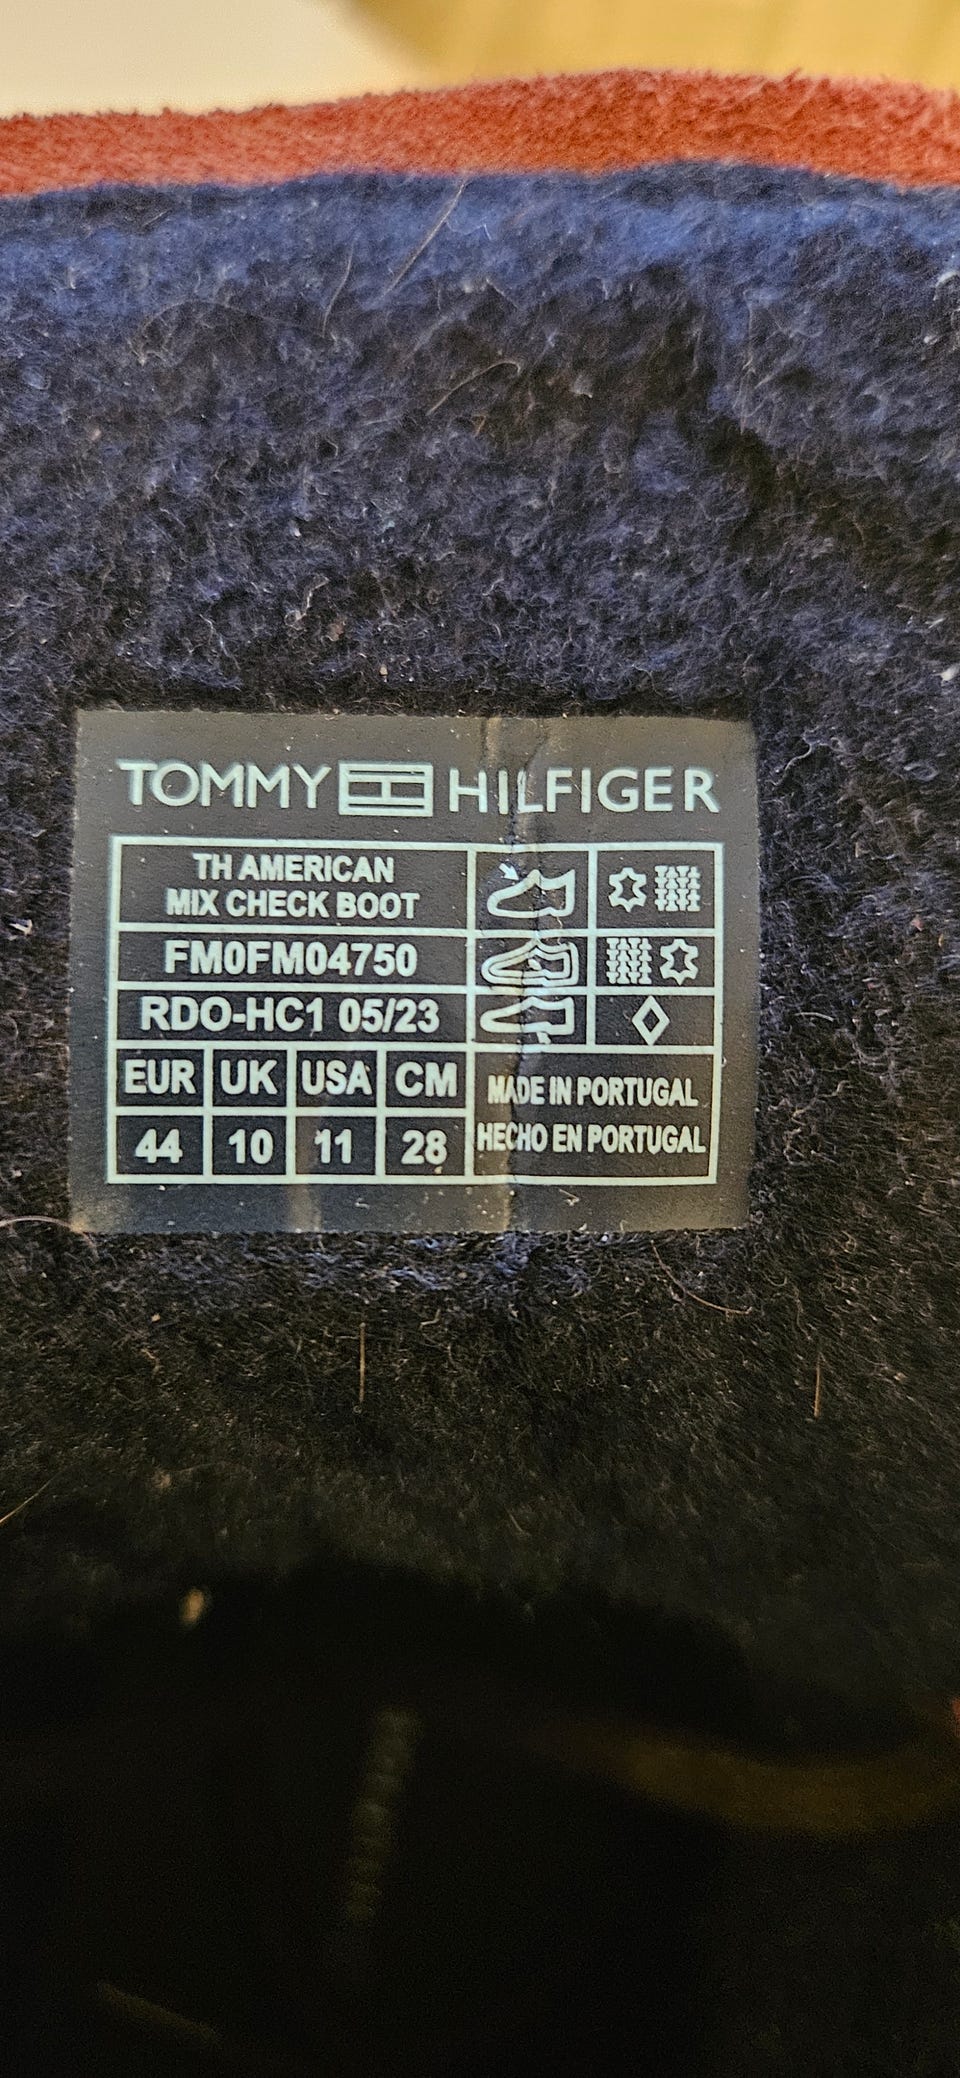 TOMMY HILFIGER
TH AMERICAN
MIX CHECK BOOT
FM0FM04750
RDO-HC1 05/23
EUR UK USA CM
44 10 11 28
MADE IN PORTUGAL
HECHO EN PORTUGAL